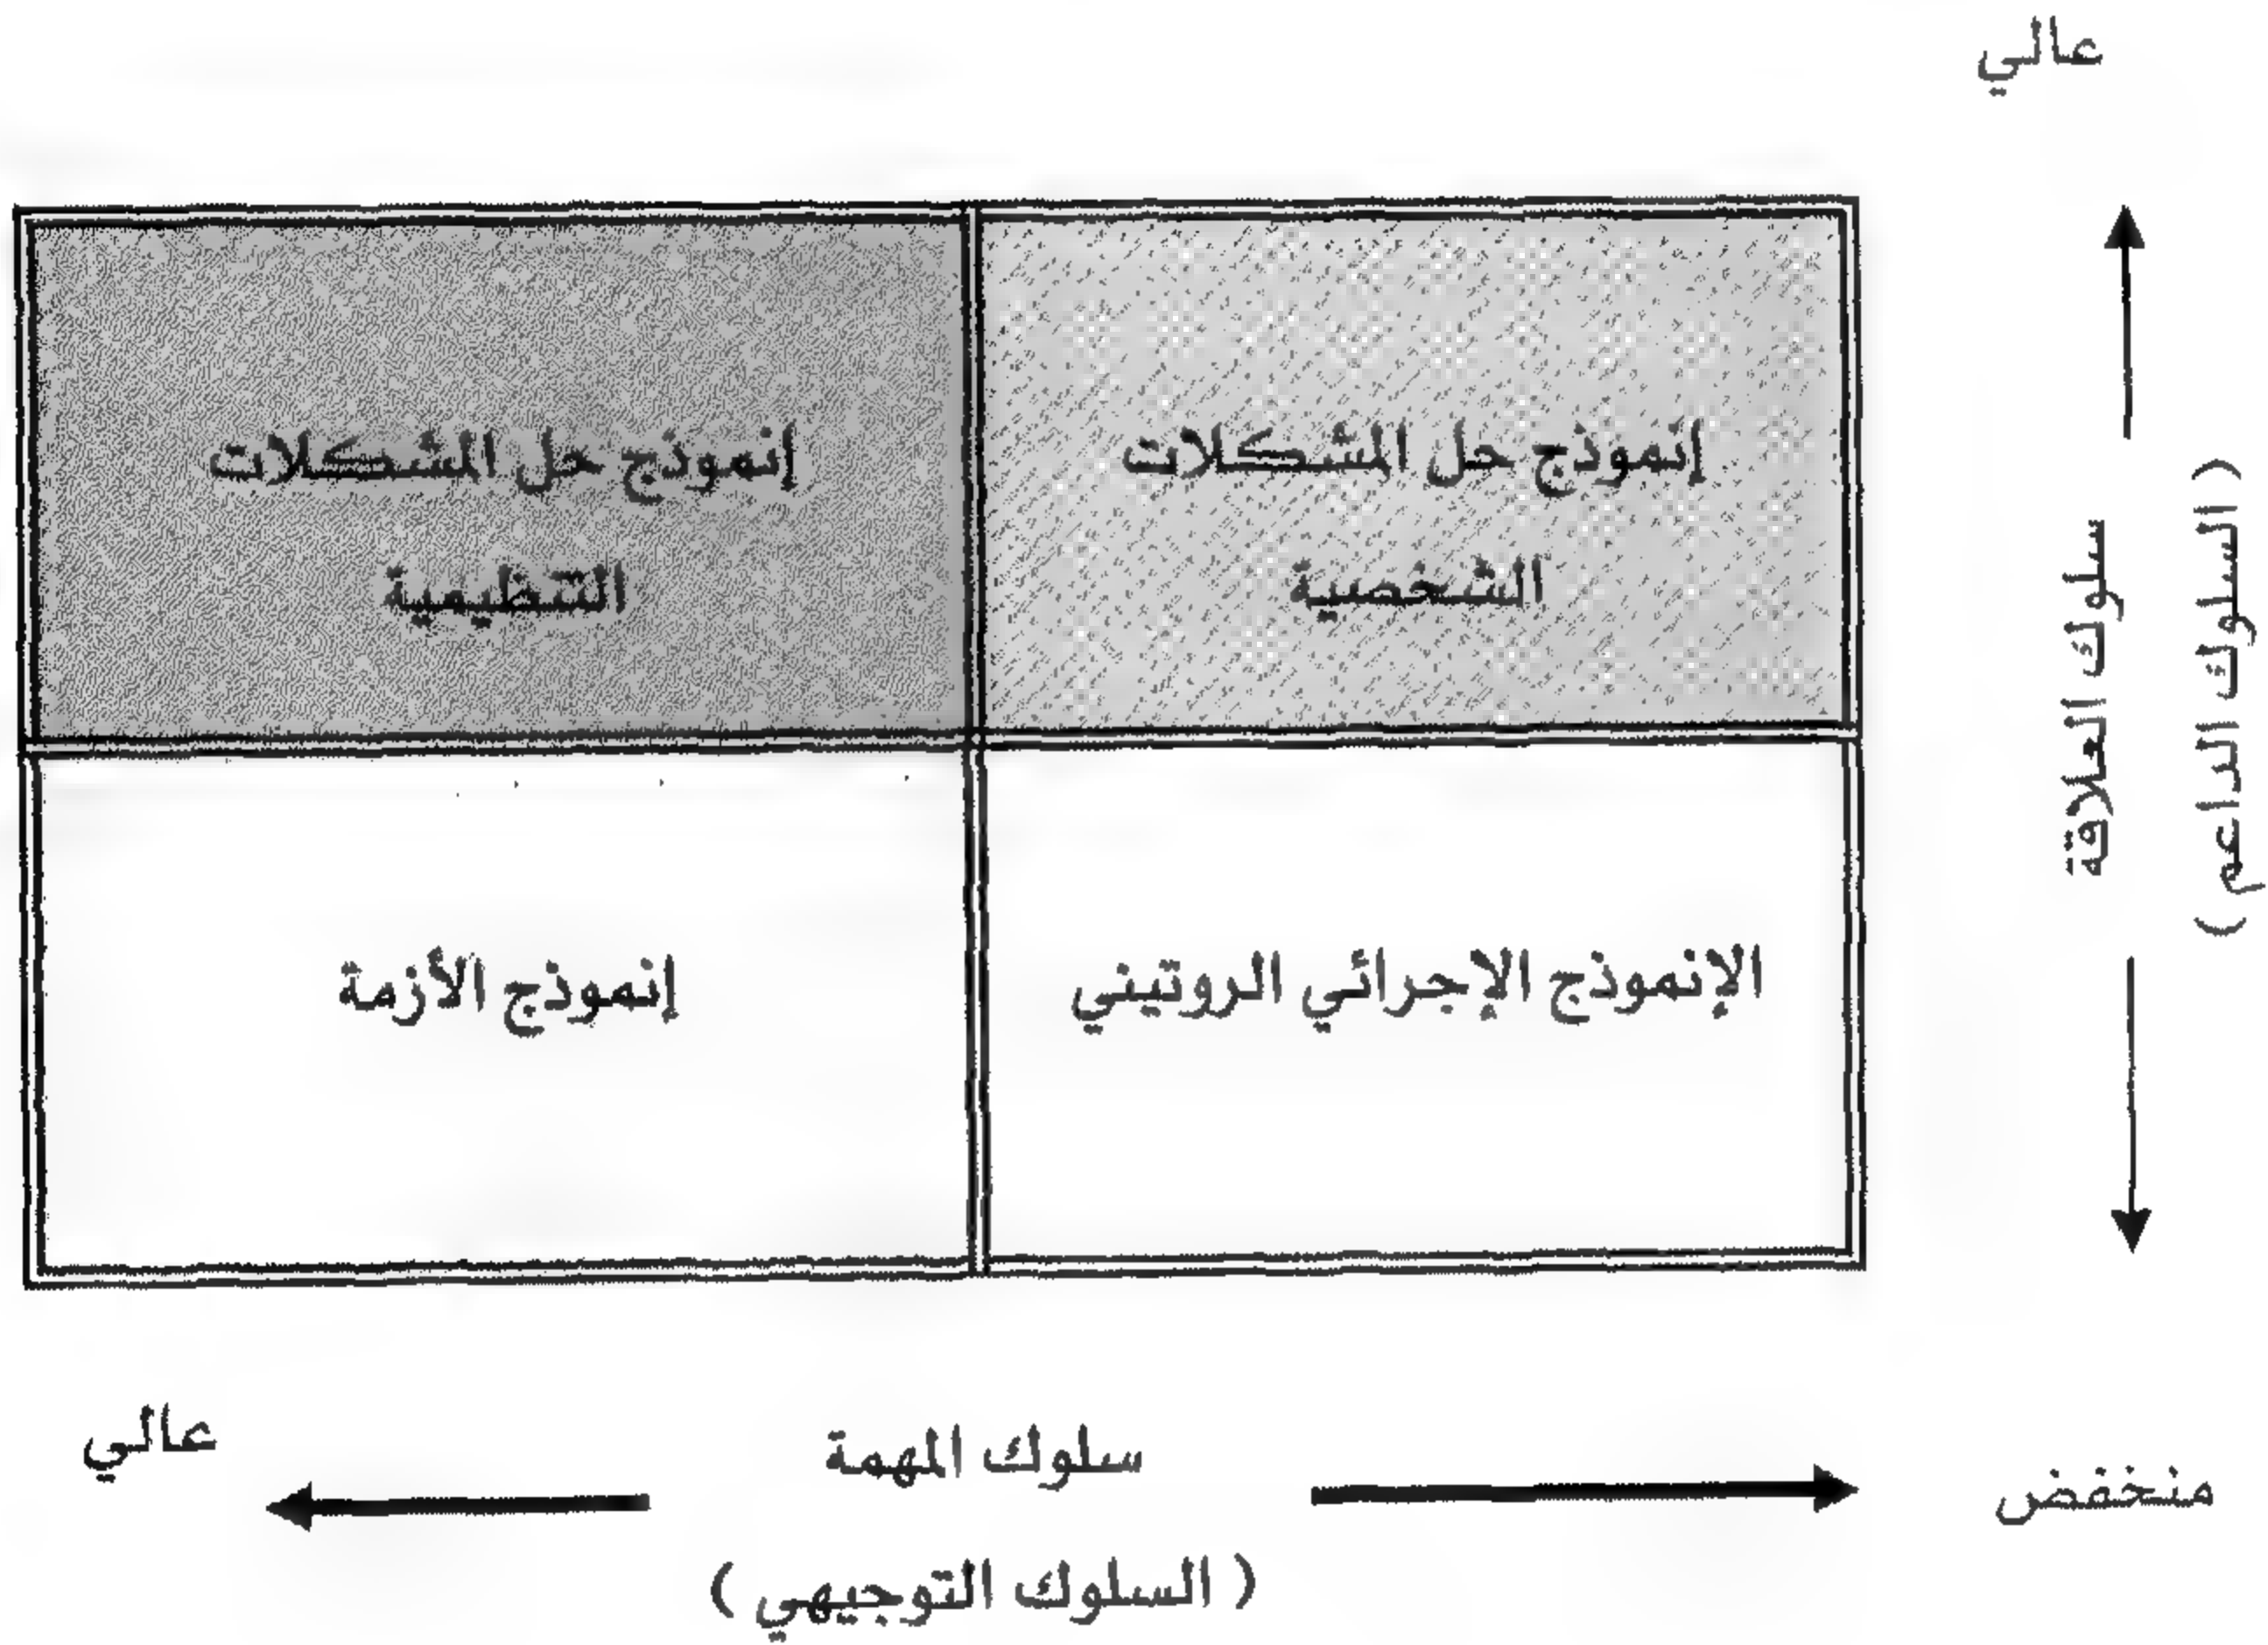 عالي
إنموذج حل المشكلات
الشخصية
إنموذج حل المشكلات
التنظيمية
سلوك العلاقة
( السلوك الداعم )
الإنموذج الإجرائي الروتيني
إنموذج الأزمة
منخفض
سلوك المهمة
( السلوك التوجيهي )
عالي